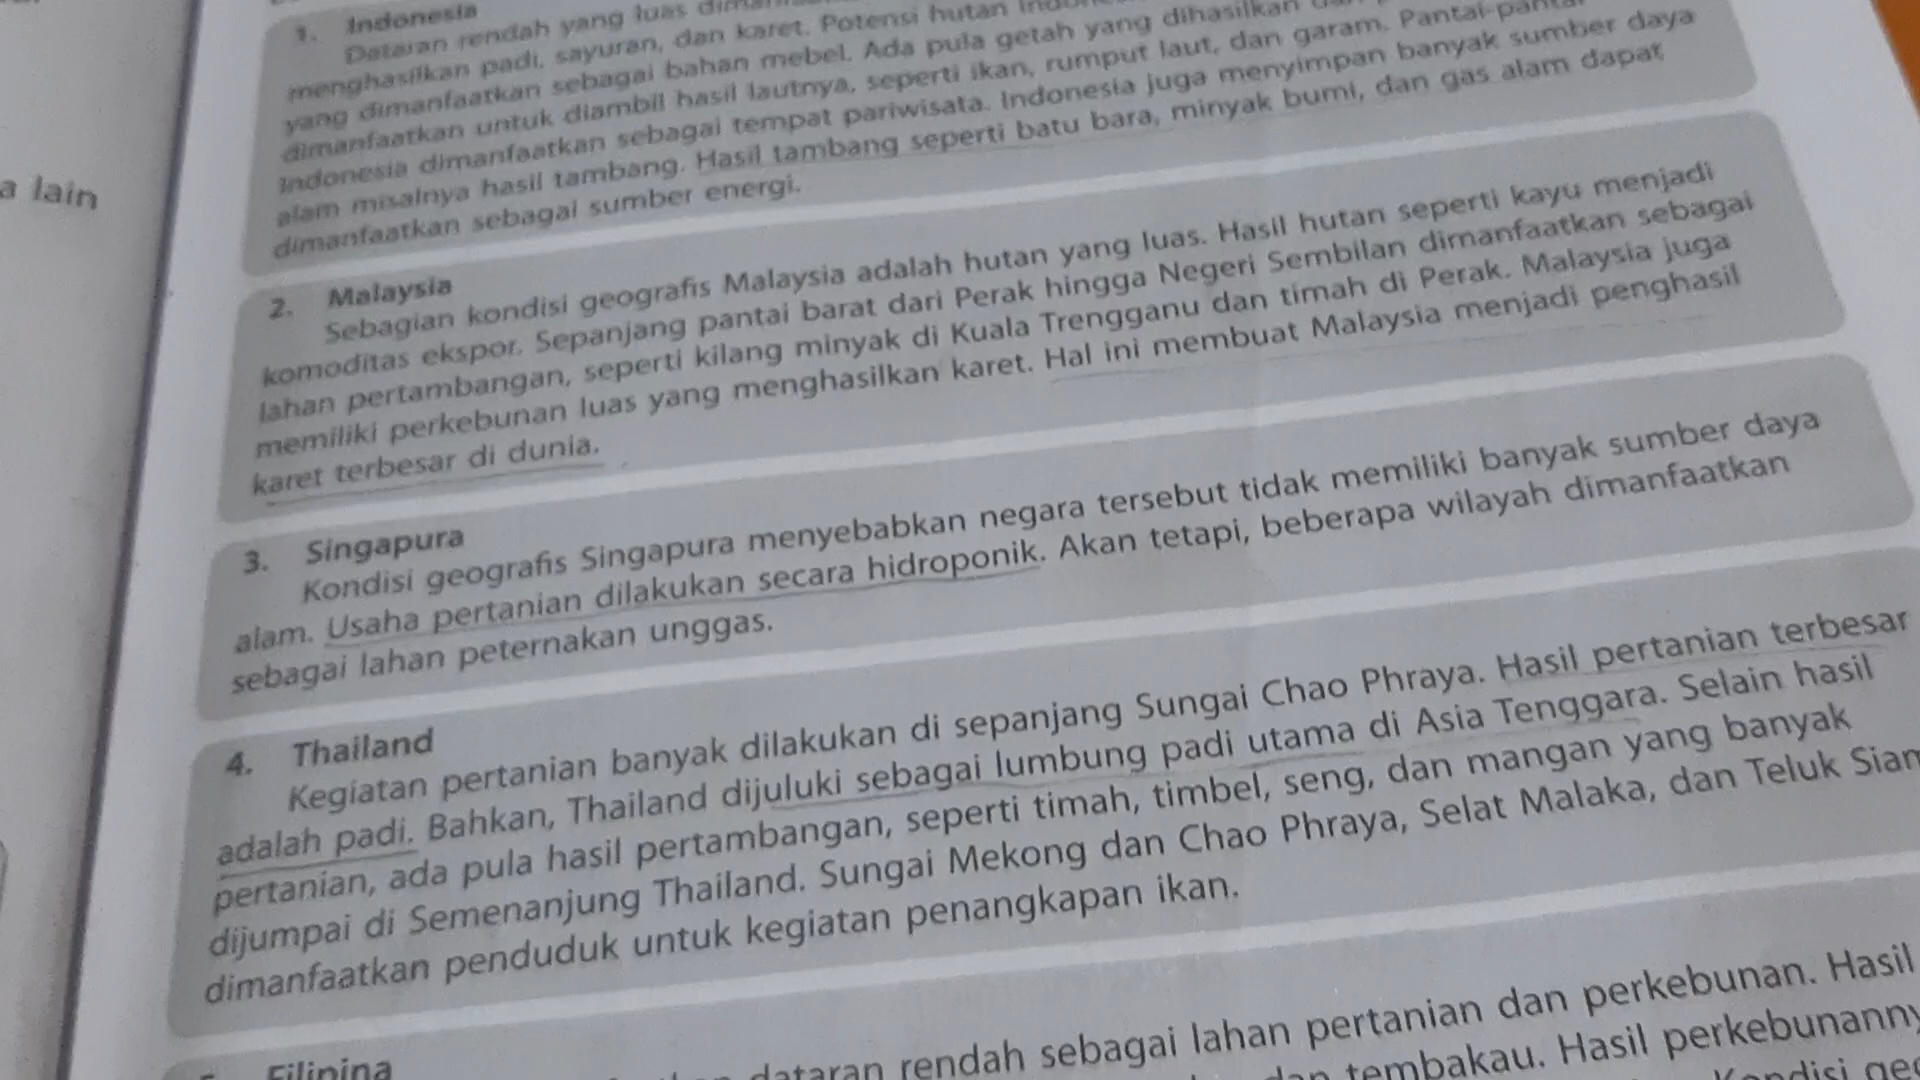 a lain
1. Indonesia
Dataran rendah yang luas
menghasilkan padi, sayuran, dan karet. Potensi hutan
yang dimanfaatkan sebagai bahan mebel. Ada pula getah yang dihasilkan
dimanfaatkan untuk diambil hasil lautnya, seperti ikan, rumput laut, dan garam.
Indonesia dimanfaatkan sebagai tempat pariwisata. Indonesia juga menyimpan banyak sumber daya
alam misalnya hasil tambang. Hasil tambang seperti batu bara, minyak bumi, dan gas alam dapat
dimanfaatkan sebagai sumber energi.
2. Malaysia
Sebagian kondisi geografis Malaysia adalah hutan yang luas. Hasil hutan seperti kayu menjadi
komoditas ekspor. Sepanjang pantai barat dari Perak hingga Negeri Sembilan dimanfaatkan sebagai
lahan pertambangan, seperti kilang minyak di Kuala Trengganu dan timah di Perak. Malaysia juga
memiliki perkebunan luas yang menghasilkan karet. Hal ini membuat Malaysia menjadi penghasil
karet terbesar di dunia.
3. Singapura
Kondisi geografis Singapura menyebabkan negara tersebut tidak memiliki banyak sumber daya
alam. Usaha pertanian dilakukan secara hidroponik. Akan tetapi, beberapa wilayah dimanfaatkan
sebagai lahan peternakan unggas.
4. Thailand
Kegiatan pertanian banyak dilakukan di sepanjang Sungai Chao Phraya. Hasil pertanian terbesar
adalah padi. Bahkan, Thailand dijuluki sebagai lumbung padi utama di Asia Tenggara. Selain hasil
pertanian, ada pula hasil pertambangan, seperti timah, timbel, seng, dan mangan yang banyak
dijumpai di Semenanjung Thailand. Sungai Mekong dan Chao Phraya, Selat Malaka, dan Teluk Siam
dimanfaatkan penduduk untuk kegiatan penangkapan ikan.
Filipina
dataran rendah sebagai lahan pertanian dan perkebunan. Hasil
dan tembakau. Hasil perkebunanny